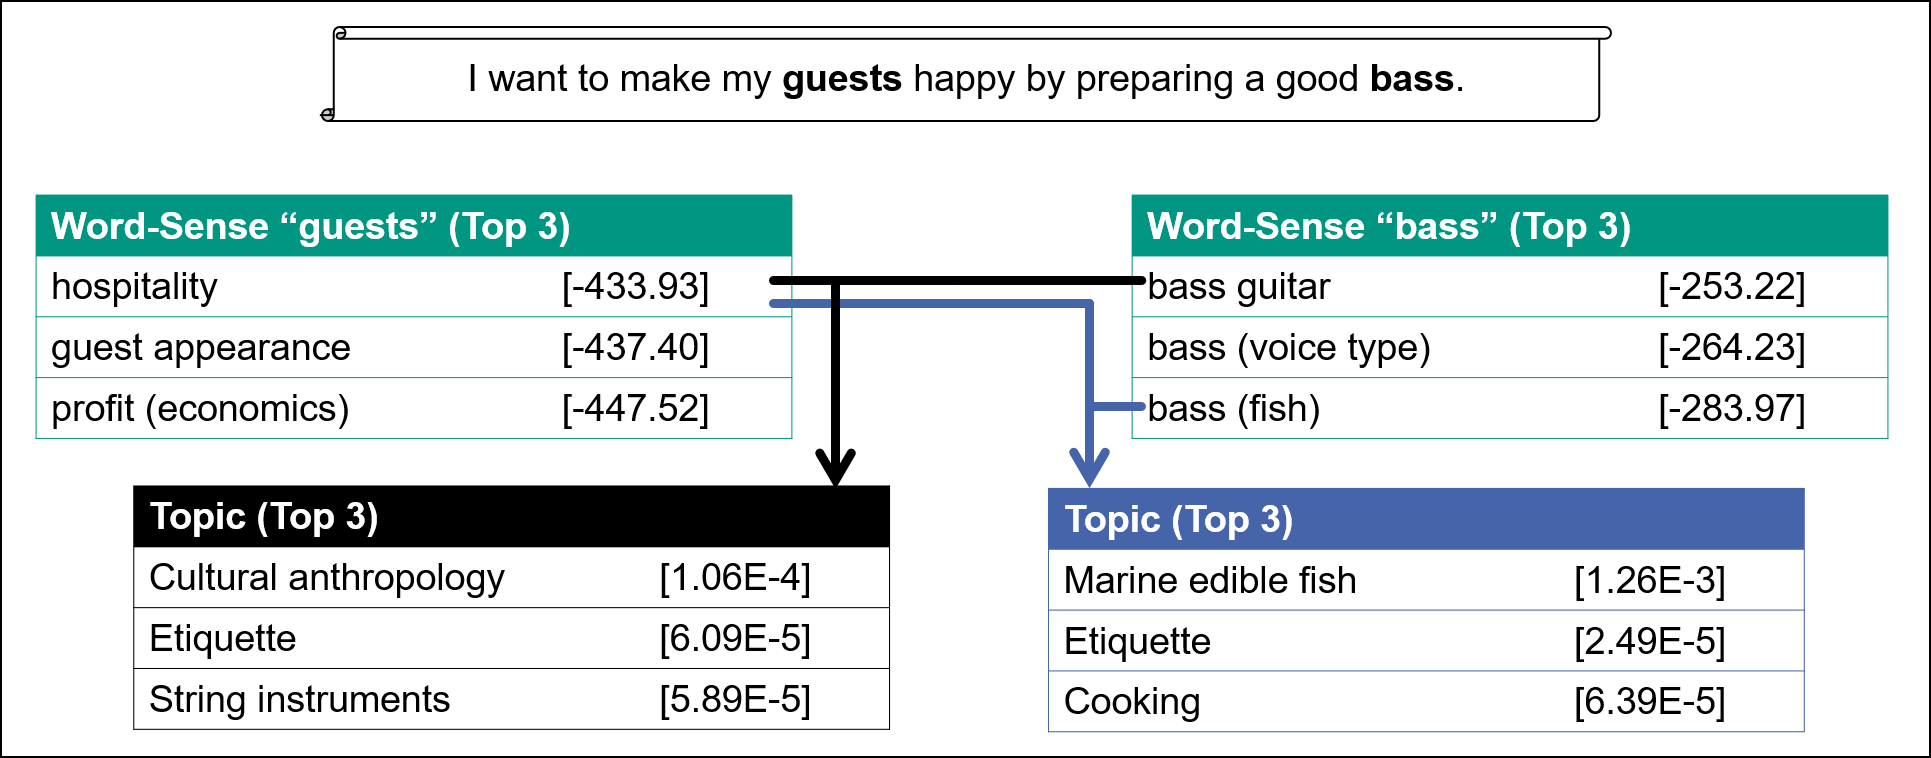 I want to make my guests happy by preparing a good bass.
Word-Sense “guests” (Top 3)
hospitality [-433.93]
guest appearance [-437.40]
profit (economics) [-447.52]
Word-Sense “bass” (Top 3)
bass guitar [-253.22]
bass (voice type) [-264.23]
bass (fish) [-283.97]
Topic (Top 3)
Cultural anthropology [1.06E-4]
Etiquette [6.09E-5]
String instruments [5.89E-5]
Topic (Top 3)
Marine edible fish [1.26E-3]
Etiquette [2.49E-5]
Cooking [6.39E-5]